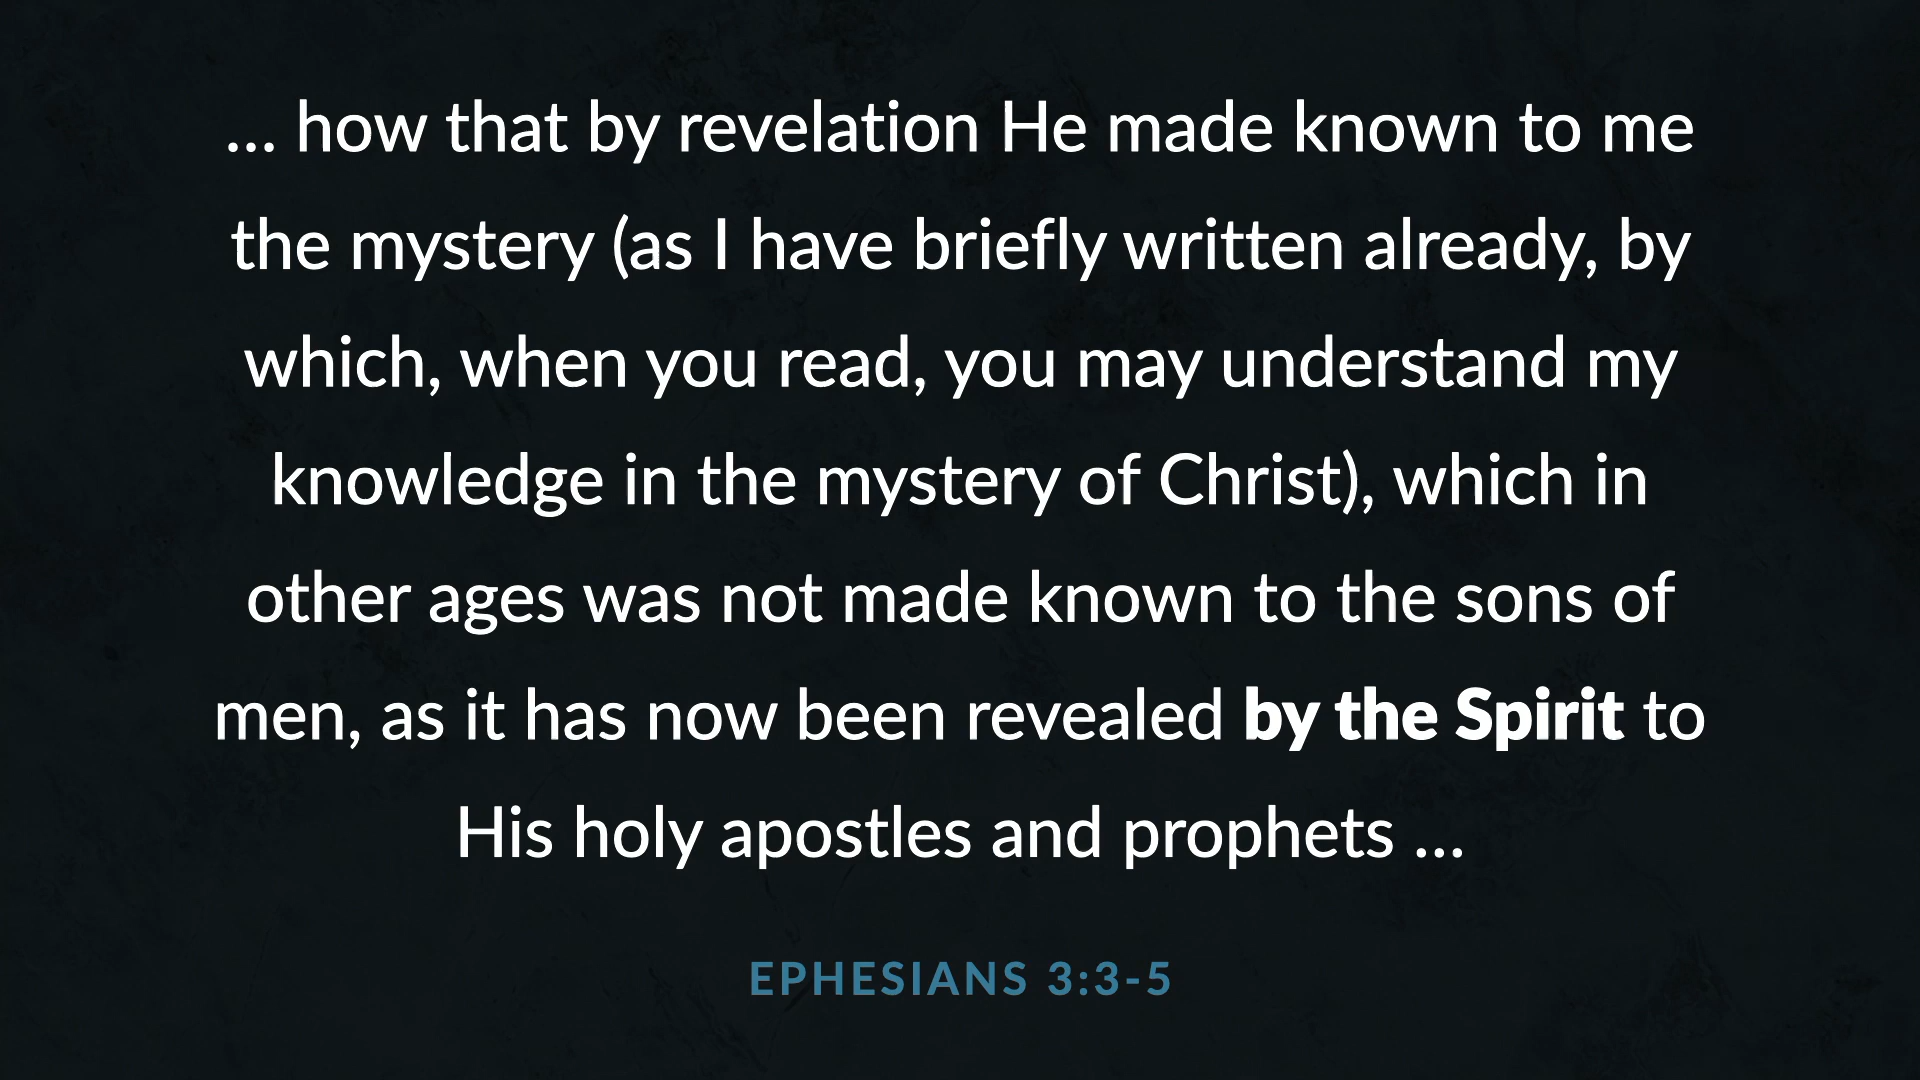 ... how that by revelation He made known to me
the mystery (as I have briefly written already, by
which, when you read, you may understand my
knowledge in the mystery of Christ), which in
other ages was not made known to the sons of
men, as it has now been revealed by the Spirit to
His holy apostles and prophets ...
EPHESIANS 3:3-5